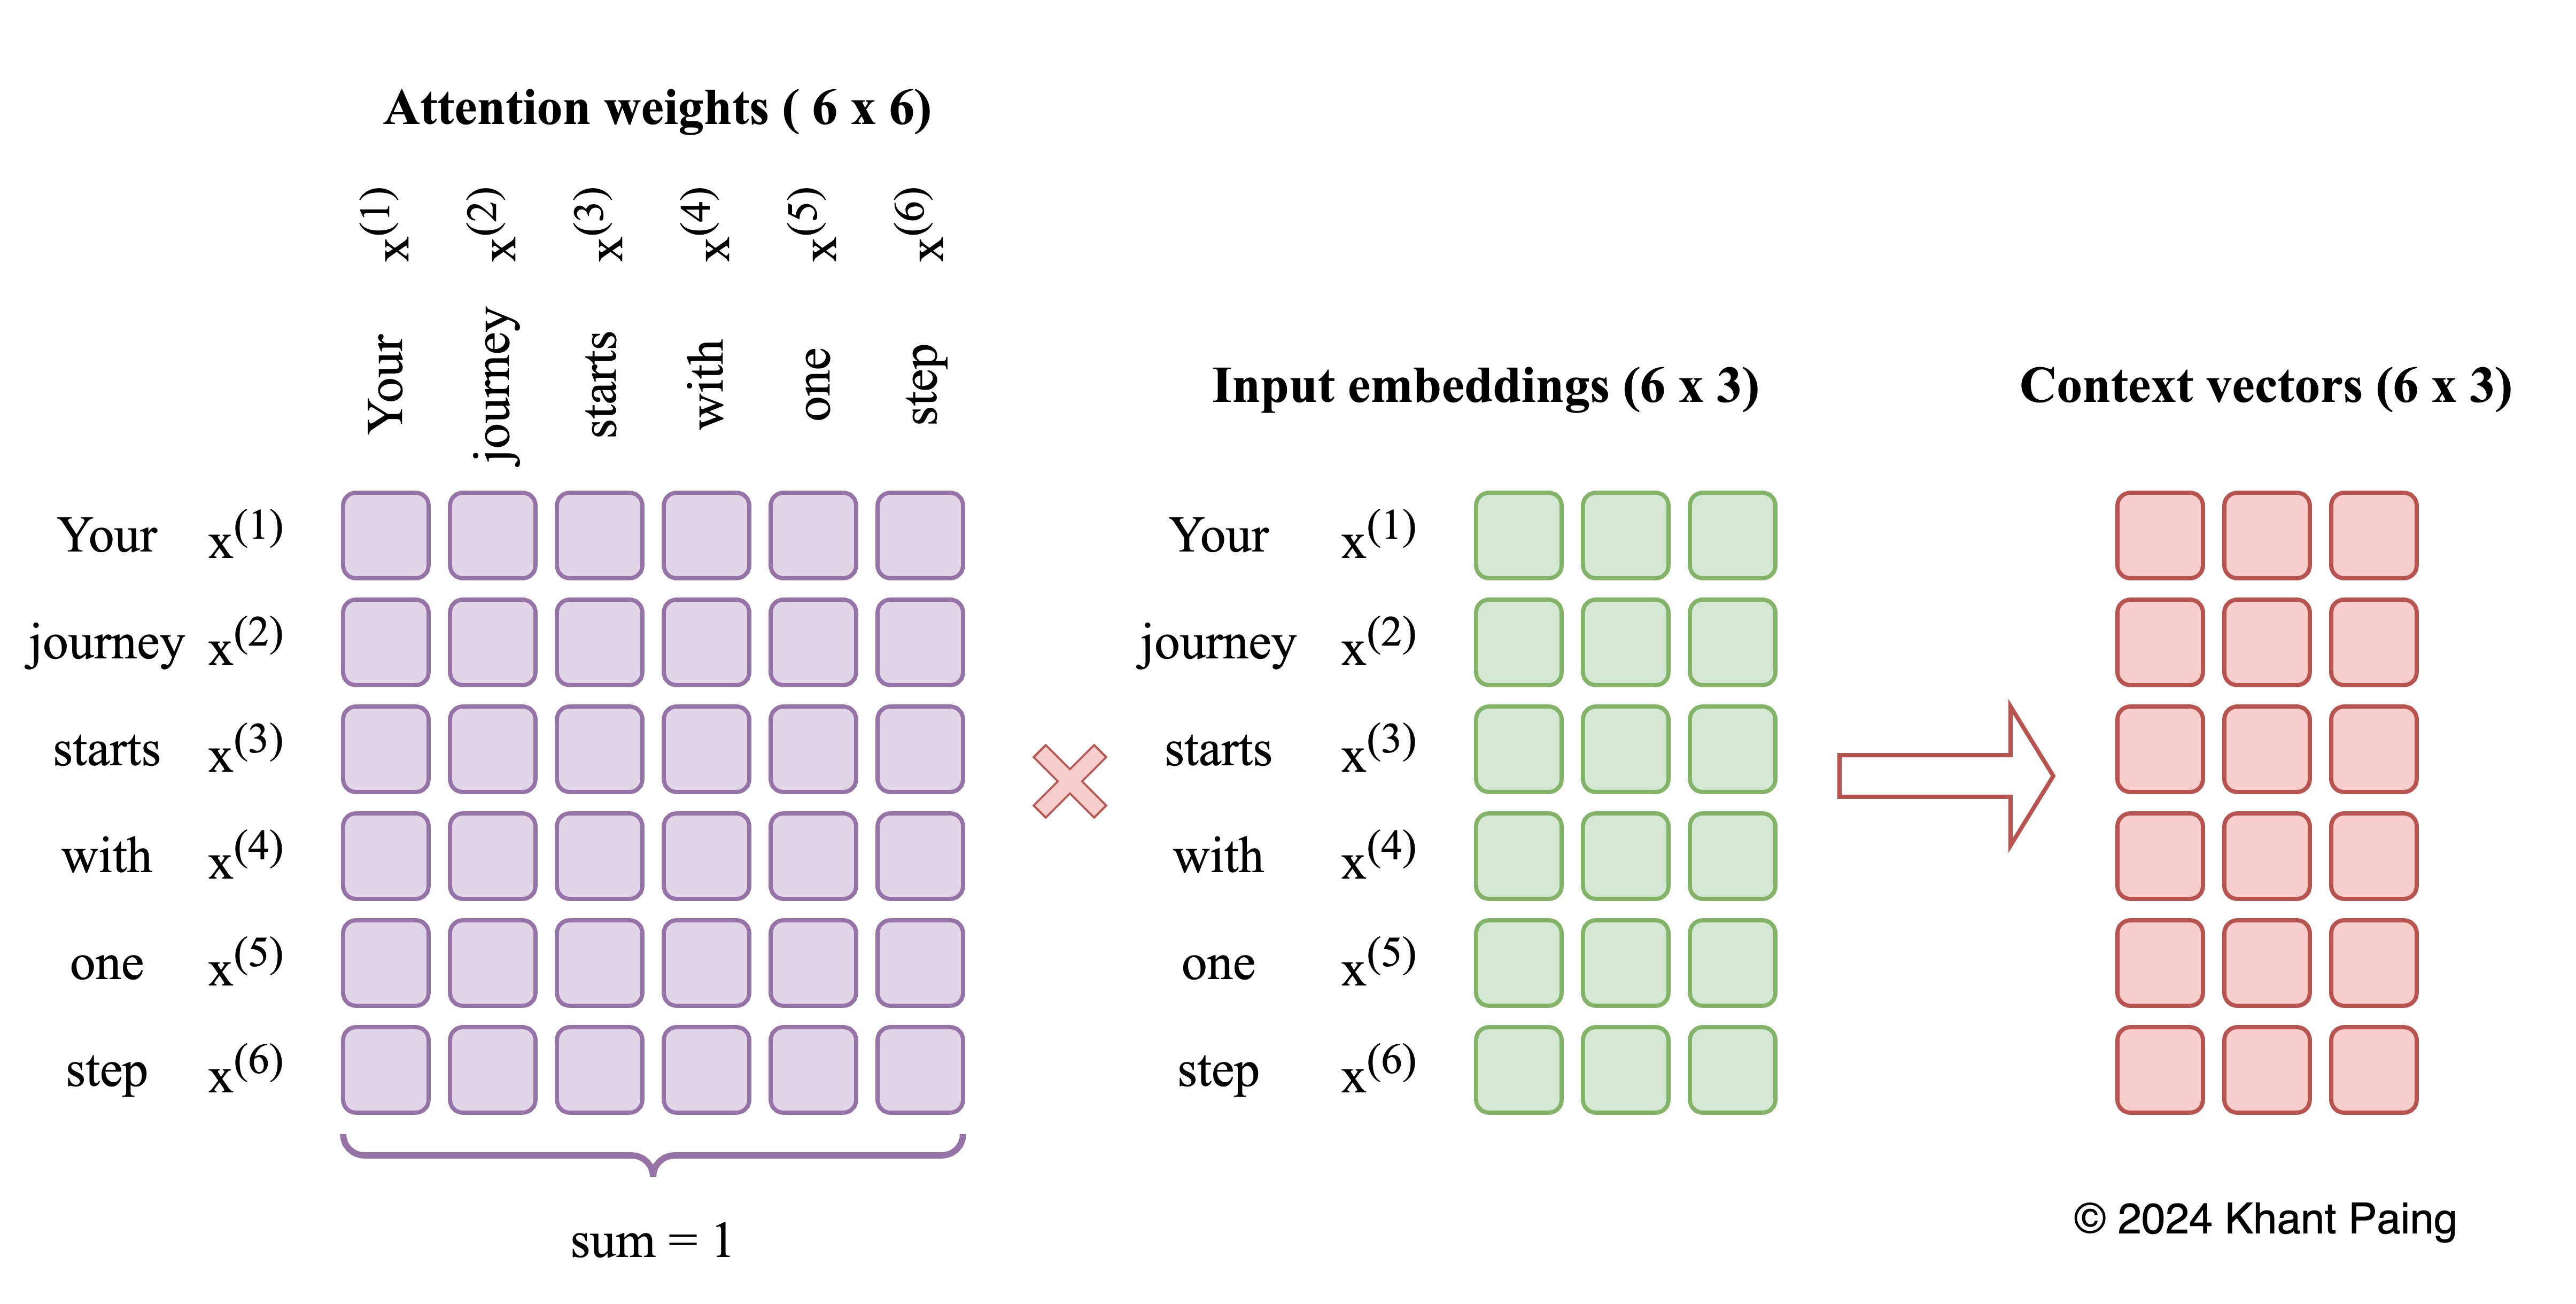 Attention weights ( 6 x 6)
x(1) x(2) x(3) x(4) x(5) x(6)
Your journey starts with one step
Input embeddings (6 x 3)
Context vectors (6 x 3)
Your x(1)
journey x(2)
starts x(3)
with x(4)
one x(5)
step x(6)
sum = 1
Your x(1)
journey x(2)
starts x(3)
with x(4)
one x(5)
step x(6)
© 2024 Khant Paing